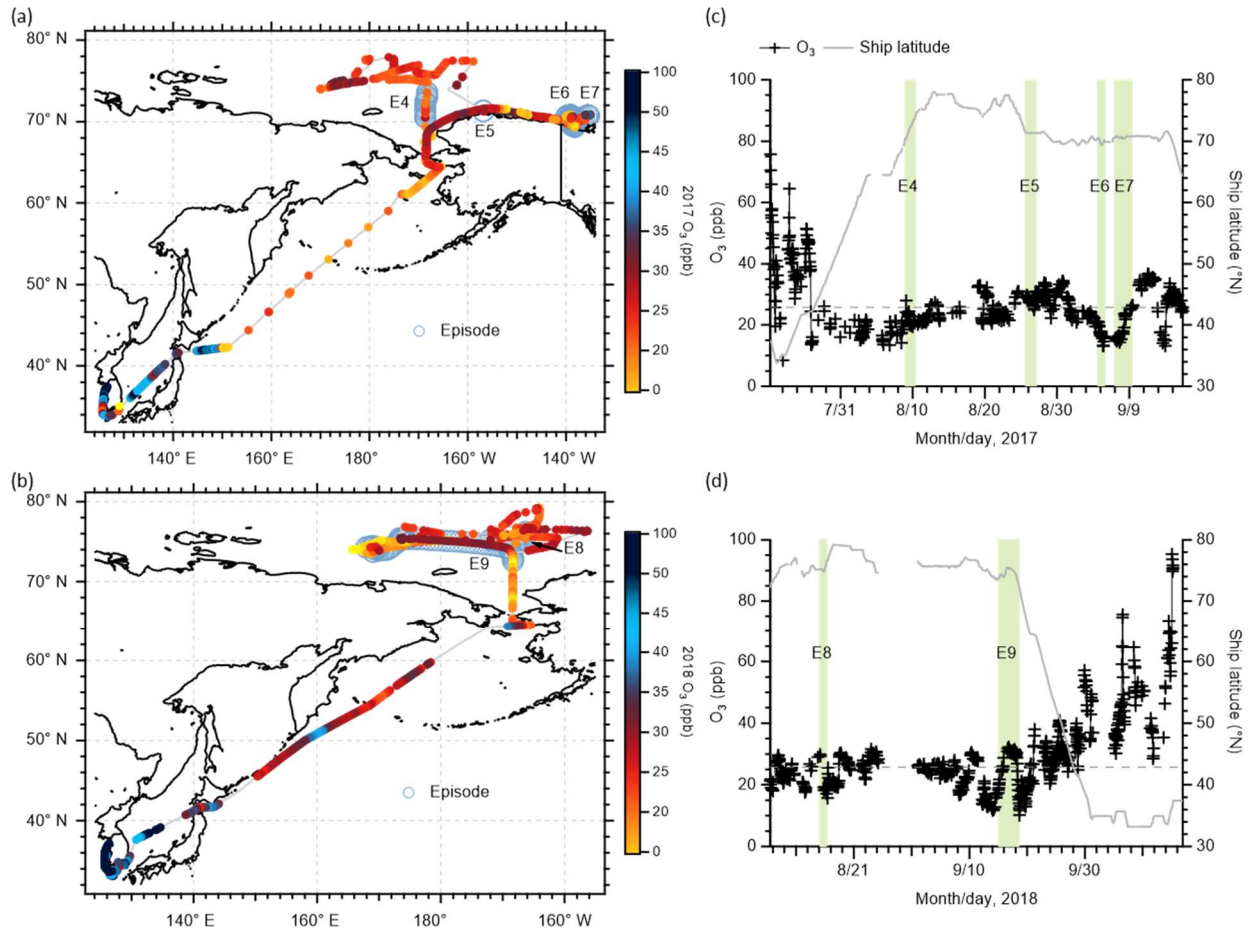 (a)
80° N
70° N
60° N
50° N
40° N
E4
E5
E6 E7
Episode
140° E 160° E 180° 160° W 140° W
100
50
45
40
35
30
25
20
10
0
2017 O3 (ppb)
(c)
O3 Ship latitude
100
80
60
40
20
0
O3 (ppb)
E4 E5 E6 E7
80
70
60
50
40
30
Ship latitude (°N)
7/31 8/10 8/20 8/30 9/9
Month/day, 2017
(b)
80° N
70° N
60° N
50° N
40° N
E8
E9
Episode
140° E 160° E 180° 160° W
100
50
45
40
35
30
25
20
10
0
2018 O3 (ppb)
(d)
100
80
60
40
20
0
O3 (ppb)
E8 E9
80
70
60
50
40
30
Ship latitude (°N)
8/21 9/10 9/30
Month/day, 2018